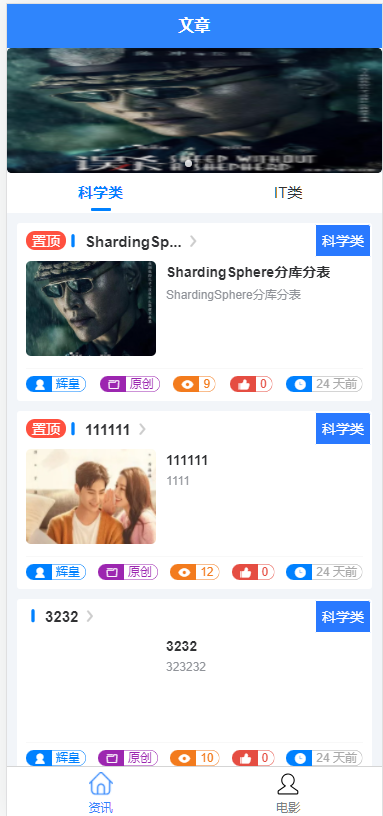 文章
SPEED WITHOUT
A SHEPHERD
科学类 IT类
置顶 ShardingSp... 科学类
ShardingSphere分库分表
ShardingSphere分库分表
辉皇 原创 9 0 24 天前
置顶 111111 科学类
111111
1111
辉皇 原创 12 0 24 天前
3232 科学类
3232
323232
辉皇 原创 10 0 24 天前
资讯 电影